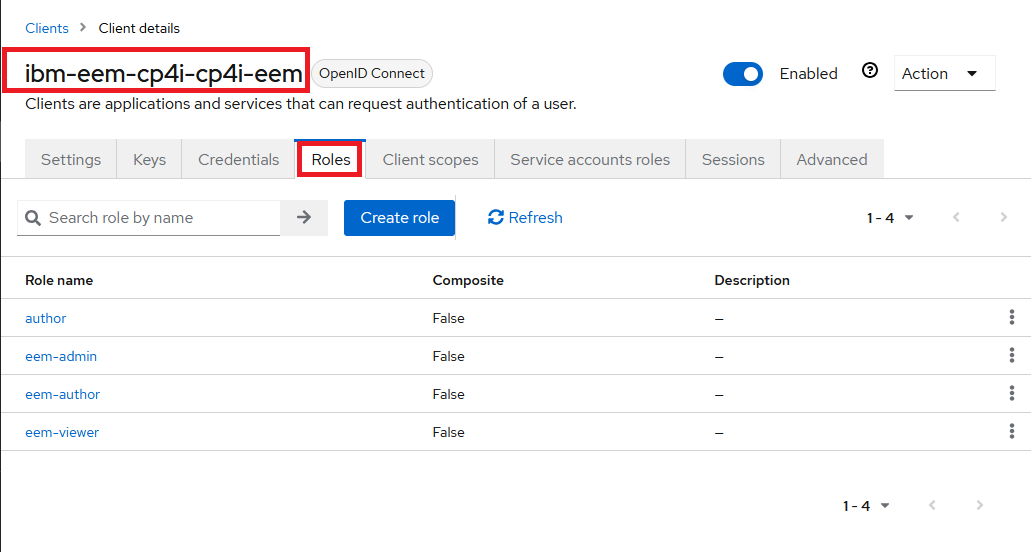 Clients > Client details
ibm-eem-cp4i-cp4i-eem OpenID Connect Enabled Action
Clients are applications and services that can request authentication of a user.
Settings Keys Credentials Roles Client scopes Service accounts roles Sessions Advanced
Search role by name Create role Refresh 1 - 4
Role name Composite Description
author False —
eem-admin False —
eem-author False —
eem-viewer False —
1 - 4